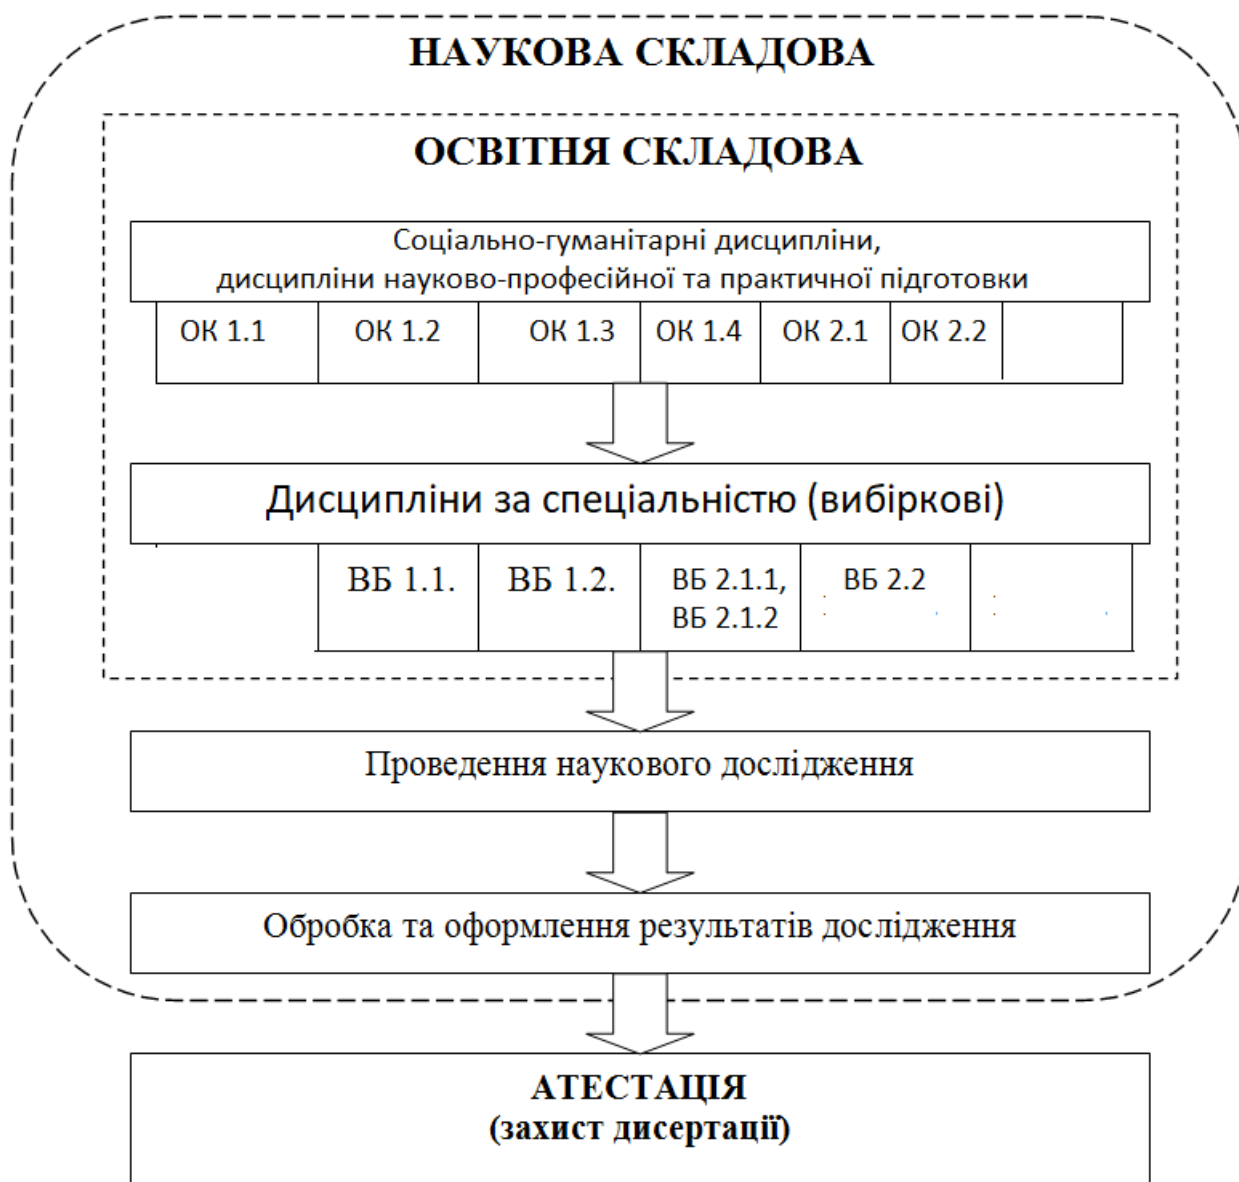 НАУКОВА СКЛАДОВА
ОСВІТНЯ СКЛАДОВА
Соціально-гуманітарні дисципліни,
дисципліни науково-професійної та практичної підготовки
ОК 1.1 ОК 1.2 ОК 1.3 ОК 1.4 ОК 2.1 ОК 2.2
Дисципліни за спеціальністю (вибіркові)
ВБ 1.1. ВБ 1.2. ВБ 2.1.1, ВБ 2.2
ВБ 2.1.2
Проведення наукового дослідження
Обробка та оформлення результатів дослідження
АТЕСТАЦІЯ
(захист дисертації)